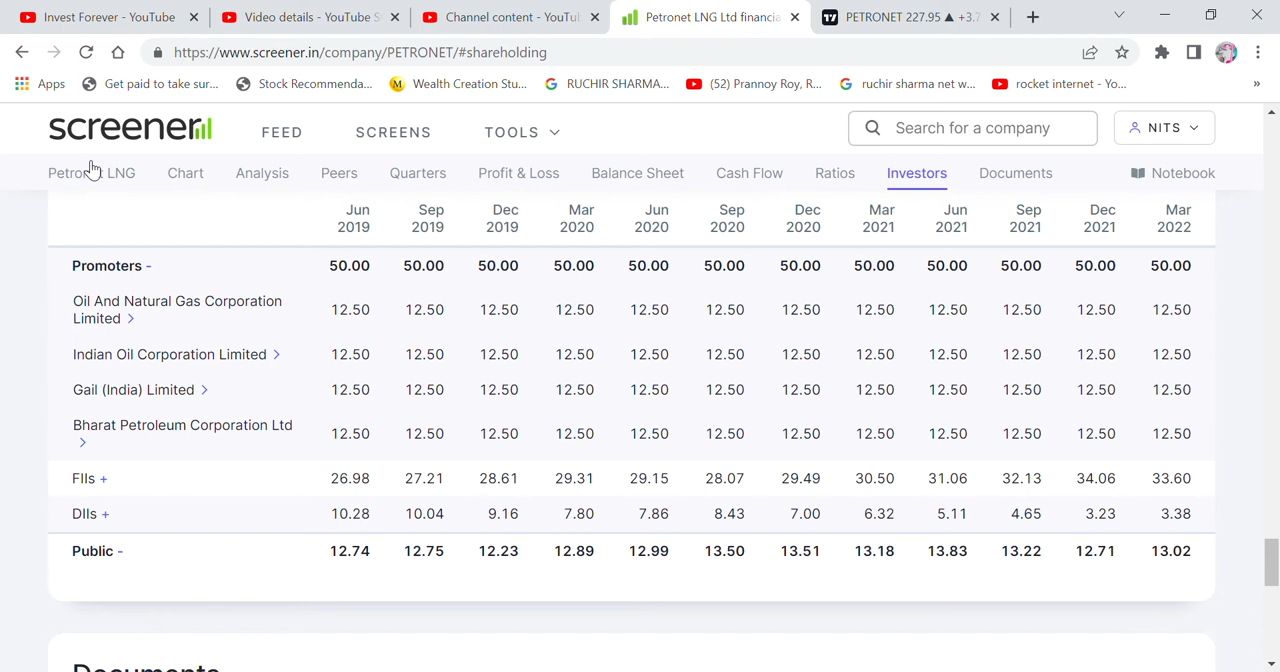 Invest Forever - YouTube
Video details - YouTube S
Channel content - YouTu
Petronet LNG Ltd financia
PETRONET 227.95 ▲ +3.7
https://www.screener.in/company/PETRONET/#shareholding
Apps
Get paid to take sur...
Stock Recommenda...
Wealth Creation Stu...
RUCHIR SHARMA...
(52) Prannoy Roy, R...
ruchir sharma net w...
rocket internet - Yo...
»
screener
FEED
SCREENS
TOOLS
Search for a company
NITS
Petronet LNG
Chart
Analysis
Peers
Quarters
Profit & Loss
Balance Sheet
Cash Flow
Ratios
Investors
Documents
Notebook
Jun 2019 Sep 2019 Dec 2019 Mar 2020 Jun 2020 Sep 2020 Dec 2020 Mar 2021 Jun 2021 Sep 2021 Dec 2021 Mar 2022
Promoters - 50.00 50.00 50.00 50.00 50.00 50.00 50.00 50.00 50.00 50.00 50.00 50.00
Oil And Natural Gas Corporation
Limited > 12.50 12.50 12.50 12.50 12.50 12.50 12.50 12.50 12.50 12.50 12.50 12.50
Indian Oil Corporation Limited > 12.50 12.50 12.50 12.50 12.50 12.50 12.50 12.50 12.50 12.50 12.50 12.50
Gail (India) Limited > 12.50 12.50 12.50 12.50 12.50 12.50 12.50 12.50 12.50 12.50 12.50 12.50
Bharat Petroleum Corporation Ltd
> 12.50 12.50 12.50 12.50 12.50 12.50 12.50 12.50 12.50 12.50 12.50 12.50
FIIs + 26.98 27.21 28.61 29.31 29.15 28.07 29.49 30.50 31.06 32.13 34.06 33.60
DIIs + 10.28 10.04 9.16 7.80 7.86 8.43 7.00 6.32 5.11 4.65 3.23 3.38
Public - 12.74 12.75 12.23 12.89 12.99 13.50 13.51 13.18 13.83 13.22 12.71 13.02
Documents